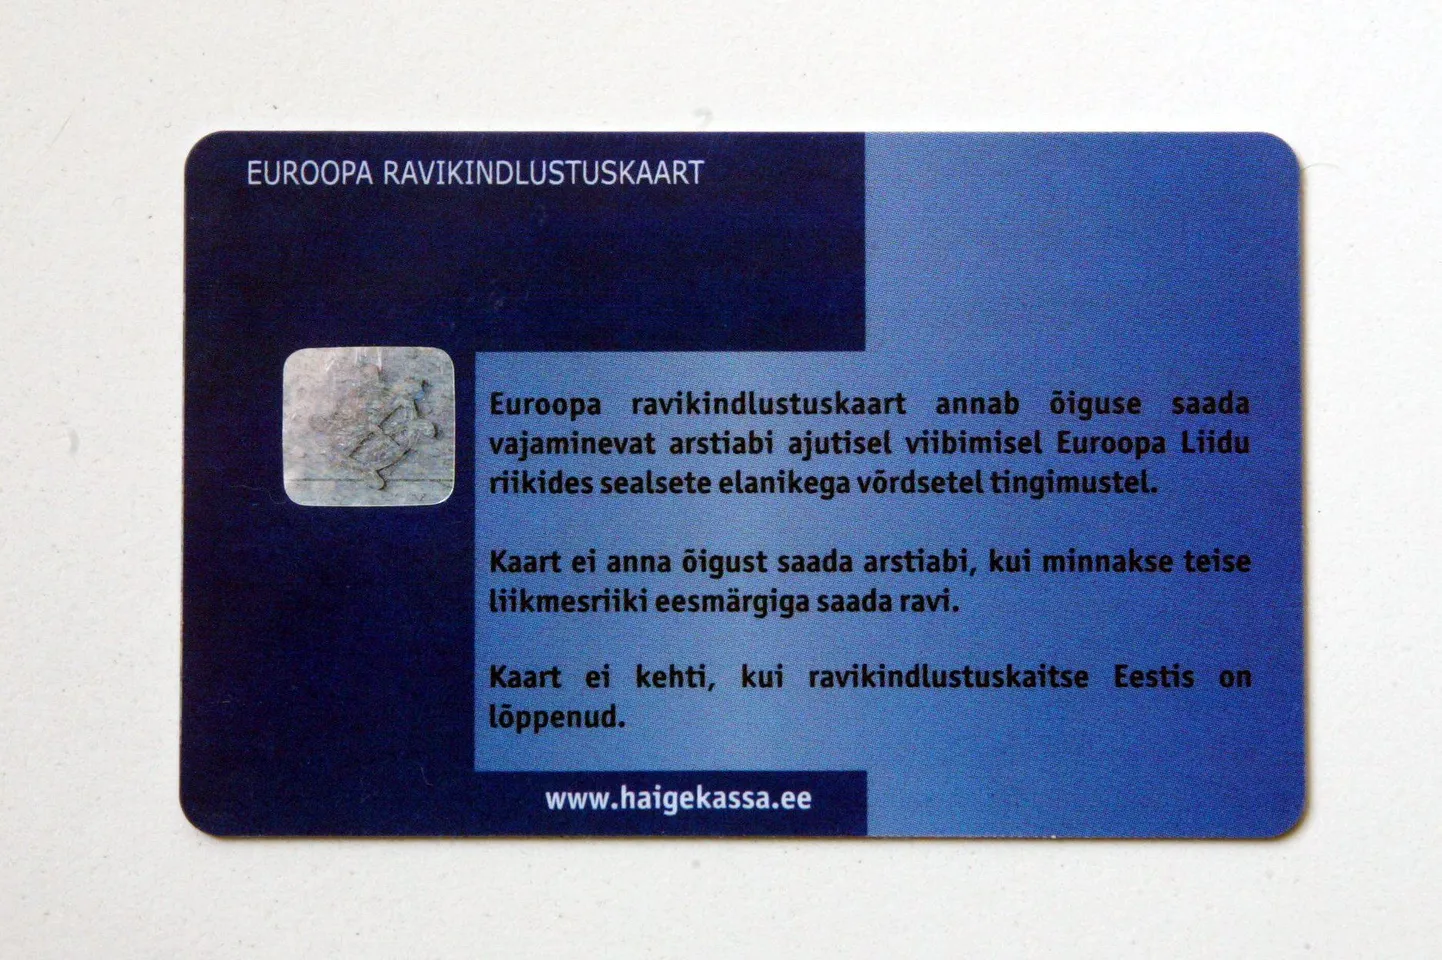 EUROOPA RAVIKINDLUSTUSKAART
Euroopa ravikindlustuskaart annab õiguse saada
vajaminevat arstiabi ajutisel viibimisel Euroopa Liidu
riikides sealsete elanikega võrdsetel tingimustel.
Kaart ei anna õigust saada arstiabi, kui minnakse teise
liikmesriiki eesmärgiga saada ravi.
Kaart ei kehti, kui ravikindlustuskaitse Eestis on
lõppenud.
www.haigekassa.ee